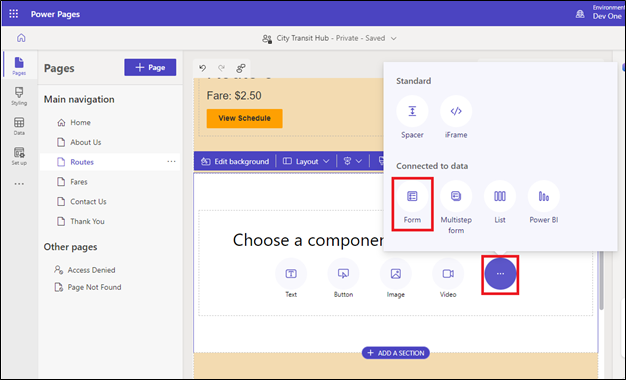 Power Pages
Environment
Dev One
City Transit Hub - Private - Saved
Pages
Styling
Data
Set up
Pages
+ Page
Main navigation
Home
About Us
Routes
Fares
Contact Us
Thank You
Other pages
Access Denied
Page Not Found
Fare: $2.50
View Schedule
Edit background
Layout
Choose a componen
Text
Button
Image
Video
+ ADD A SECTION
Standard
Spacer
iFrame
Connected to data
Form
Multistep
form
List
Power BI